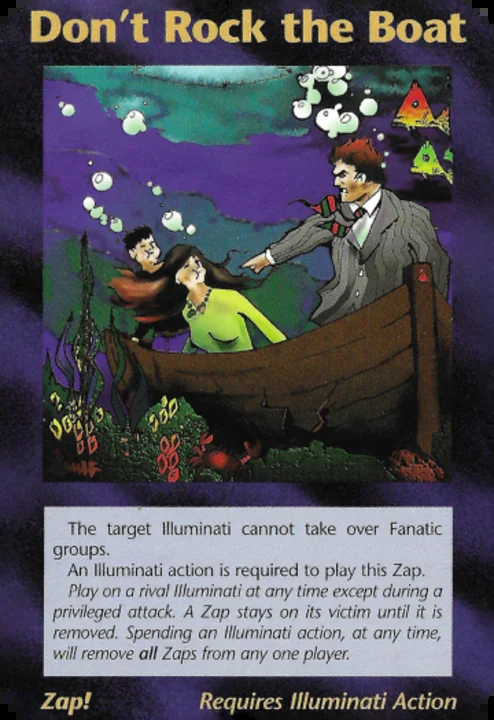 Don't Rock the Boat
The target Illuminati cannot take over Fanatic
groups.
An Illuminati action is required to play this Zap.
Play on a rival Illuminati at any time except during a
privileged attack. A Zap stays on its victim until it is
removed. Spending an Illuminati action, at any time,
will remove all Zaps from any one player.
Zap!
Requires Illuminati Action